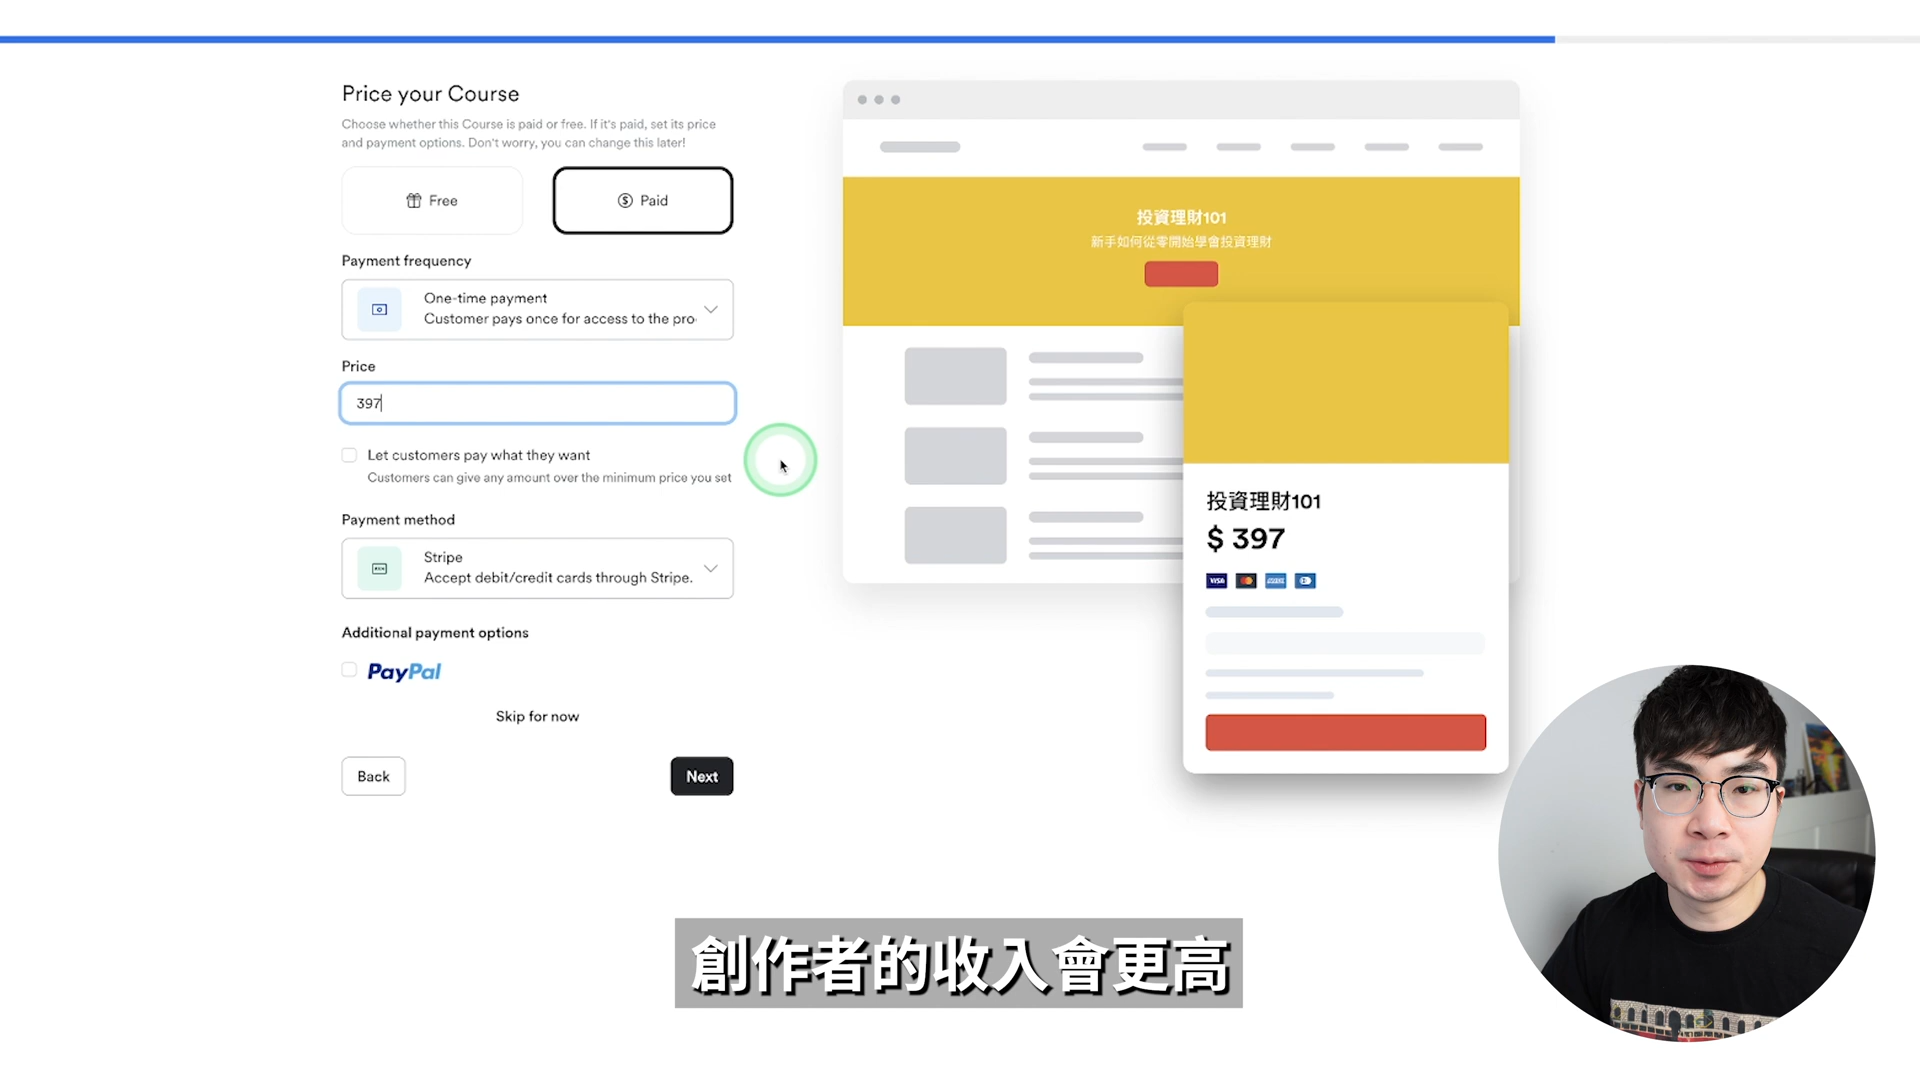 Price your Course
Choose whether this Course is paid or free. If it's paid, set its price
and payment options. Don't worry, you can change this later!
Free
Paid
Payment frequency
One-time payment
Customer pays once for access to the pro
Price
397
Let customers pay what they want
Customers can give any amount over the minimum price you set
Payment method
Stripe
Accept debit/credit cards through Stripe.
Additional payment options
PayPal
Skip for now
Back
Next
投資理財101
新手如何從零開始學會投資理財
投資理財101
$ 397
VISA
創作者的收入會更高